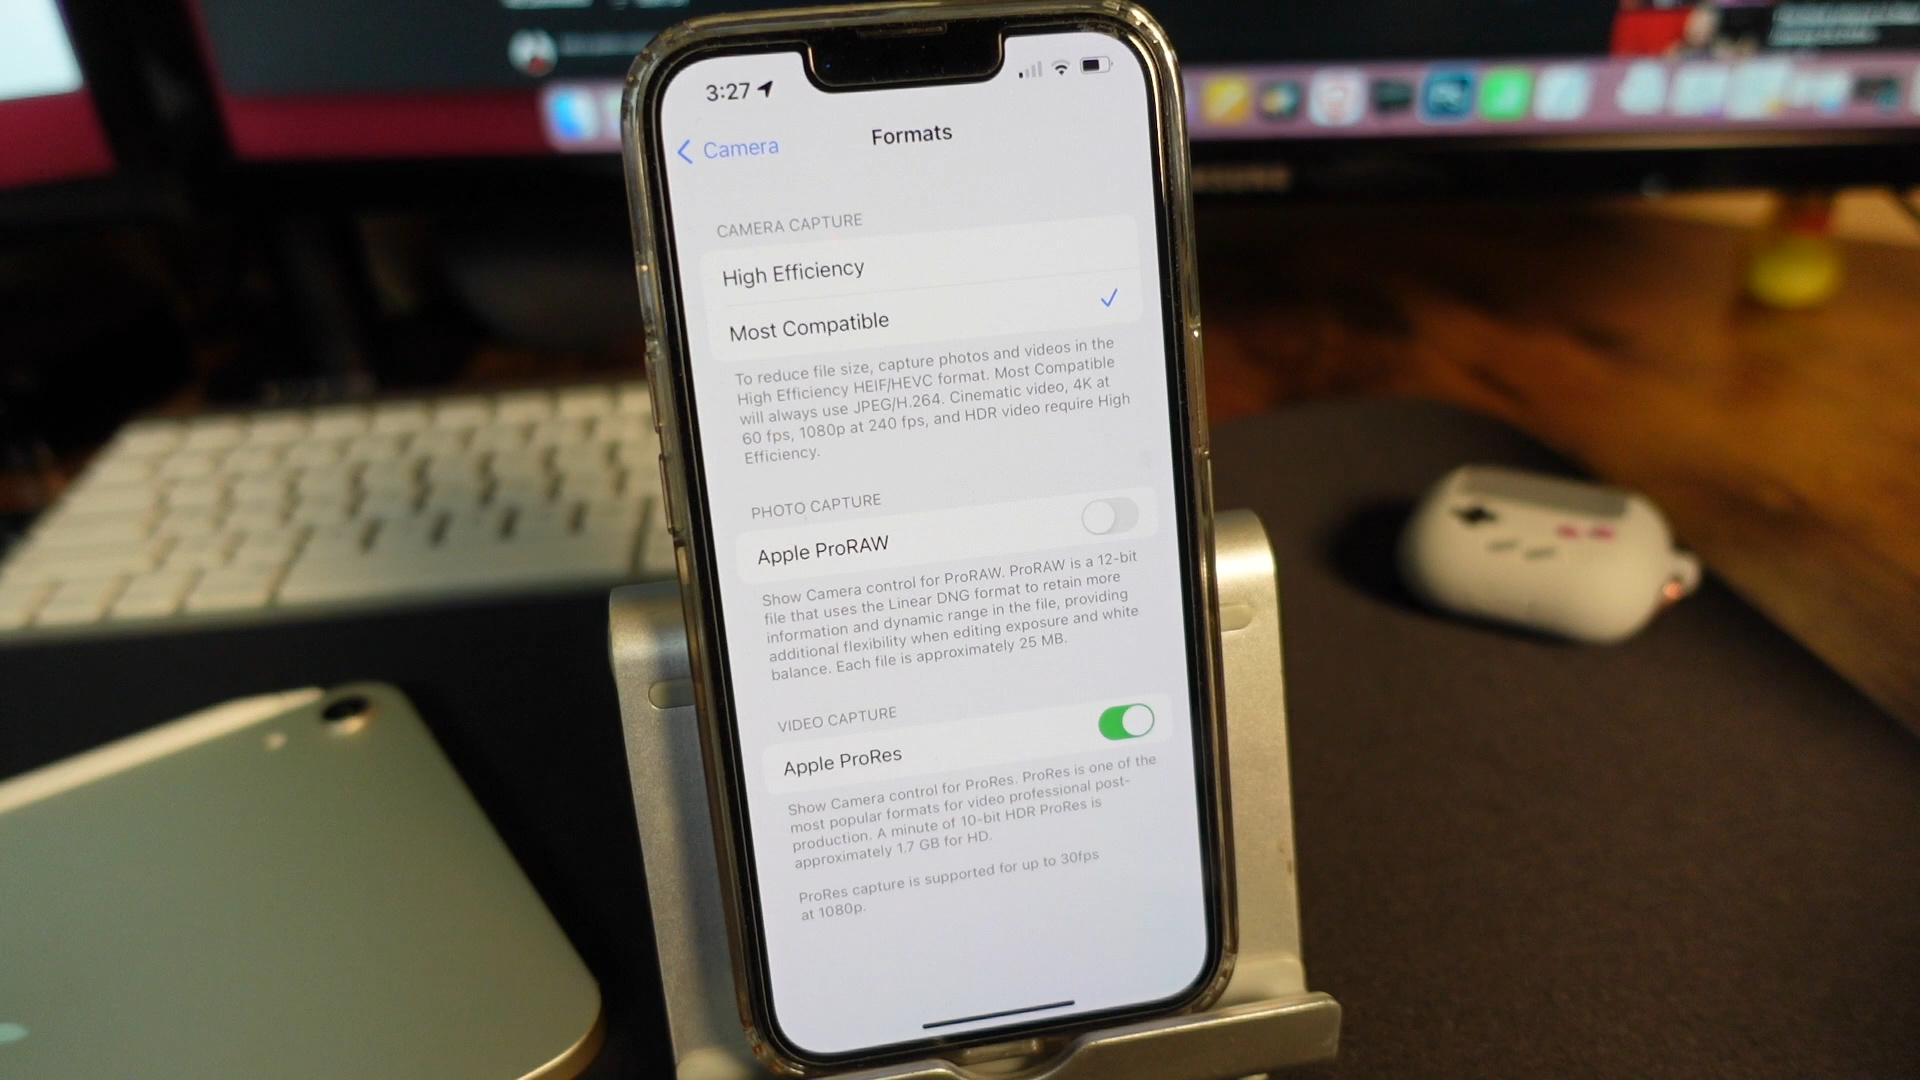 3:27
Camera
Formats
CAMERA CAPTURE
High Efficiency
Most Compatible
To reduce file size, capture photos and videos in the
High Efficiency HEIF/HEVC format. Most Compatible
will always use JPEG/H.264. Cinematic video, 4K at
60 fps, 1080p at 240 fps, and HDR video require High
Efficiency.
PHOTO CAPTURE
Apple ProRAW
Show Camera control for ProRAW. ProRAW is a 12-bit
file that uses the Linear DNG format to retain more
information and dynamic range in the file, providing
additional flexibility when editing exposure and white
balance. Each file is approximately 25 MB.
VIDEO CAPTURE
Apple ProRes
Show Camera control for ProRes. ProRes is one of the
most popular formats for video professional post-
production. A minute of 10-bit HDR ProRes is
approximately 1.7 GB for HD.
ProRes capture is supported for up to 30fps
at 1080p.